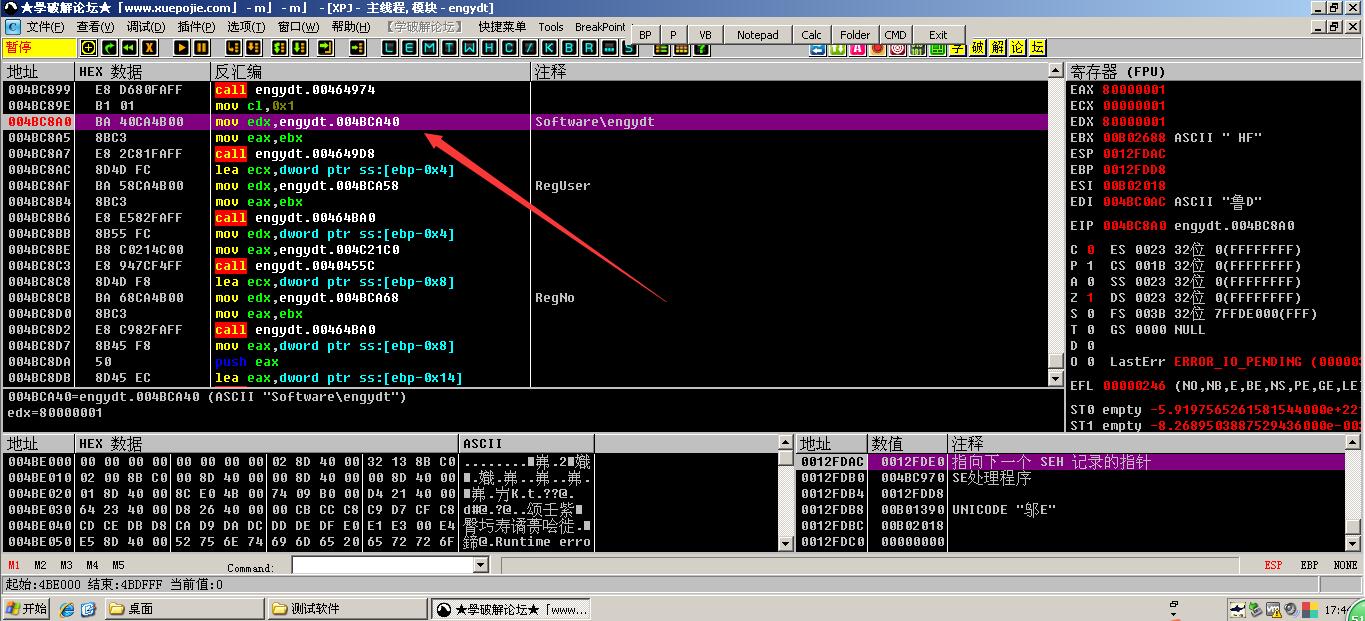 ★学破解论坛★「www.xuepojie.com」 - m」 - m」 - [XPJ - 主线程, 模块 - engydt]
文件(F) 查看(V) 调试(D) 插件(P) 选项(T) 窗口(W) 帮助(H) 【学破解论坛】 快捷菜单 Tools BreakPoint
BP P VB Notepad Calc Folder CMD Exit
暂停 L E M T W H C / K B R ... S 字 破 解 论 坛
地址 HEX 数据 反汇编 注释
004BC899 E8 D680FAFF call engydt.00464974
004BC89E B1 01 mov cl,0x1
004BC8A0 BA 40CA4B00 mov edx,engydt.004BCA40 Software\engydt
004BC8A5 8BC3 mov eax,ebx
004BC8A7 E8 2C81FAFF call engydt.004649D8
004BC8AC 8D4D FC lea ecx,dword ptr ss:[ebp-0x4]
004BC8AF BA 58CA4B00 mov edx,engydt.004BCA58 RegUser
004BC8B4 8BC3 mov eax,ebx
004BC8B6 E8 E582FAFF call engydt.00464BA0
004BC8BB 8B55 FC mov edx,dword ptr ss:[ebp-0x4]
004BC8BE B8 C0214C00 mov eax,engydt.004C21C0
004BC8C3 E8 947CF4FF call engydt.0040455C
004BC8C8 8D4D F8 lea ecx,dword ptr ss:[ebp-0x8]
004BC8CB BA 68CA4B00 mov edx,engydt.004BCA68 RegNo
004BC8D0 8BC3 mov eax,ebx
004BC8D2 E8 C982FAFF call engydt.00464BA0
004BC8D7 8B45 F8 mov eax,dword ptr ss:[ebp-0x8]
004BC8DA 50 push eax
004BC8DB 8D45 EC lea eax,dword ptr ss:[ebp-0x14]
004BCA40=engydt.004BCA40 (ASCII "Software\engydt")
edx=80000001
寄存器 (FPU)
EAX 80000001
ECX 00000001
EDX 80000001
EBX 00B02688 ASCII " HF"
ESP 0012FDAC
EBP 0012FDD8
ESI 00B02018
EDI 004BC0AC ASCII "鲁D"
EIP 004BC8A0 engydt.004BC8A0
C 0 ES 0023 32位 0(FFFFFFFF)
P 1 CS 001B 32位 0(FFFFFFFF)
A 0 SS 0023 32位 0(FFFFFFFF)
Z 1 DS 0023 32位 0(FFFFFFFF)
S 0 FS 003B 32位 7FFDE000(FFF)
T 0 GS 0000 NULL
D 0
O 0 LastErr ERROR_IO_PENDING (00000
EFL 00000246 (NO,NB,E,BE,NS,PE,GE,LE
ST0 empty -5.9197565261581544000e+22
ST1 empty -8.2689503887529436000e-00
地址 HEX 数据 ASCII
004BE000 00 00 00 00 00 00 00 00 02 8D 40 00 32 13 8B C0
004BE010 02 00 8B C0 00 8D 40 00 00 8D 40 00 00 8D 40 00
004BE020 01 8D 40 00 8C E0 4B 00 74 09 B0 00 D4 21 40 00
004BE030 64 23 40 00 D8 26 40 00 00 CB CC C8 C9 D7 CF C8
004BE040 CD CE DB D8 CA D9 DA DC DD DE DF E0 E1 E3 00 E4
004BE050 E5 8D 40 00 52 75 6E 74 69 6D 65 20 65 72 72 6F @.Runtime erro
地址 数值 注释
0012FDAC 0012FDE0 指向下一个 SEH 记录的指针
0012FDB0 004BC970 SE处理程序
0012FDB4 0012FDD8
0012FDB8 00B01390 UNICODE "邬E"
0012FDBC 00B02018
0012FDC0 00000000
M1 M2 M3 M4 M5 Command: ESP EBP NONE
起始:4BE000 结束:4BDFFF 当前值:0
开始 桌面 测试软件 ★学破解论坛★「www... 17:4